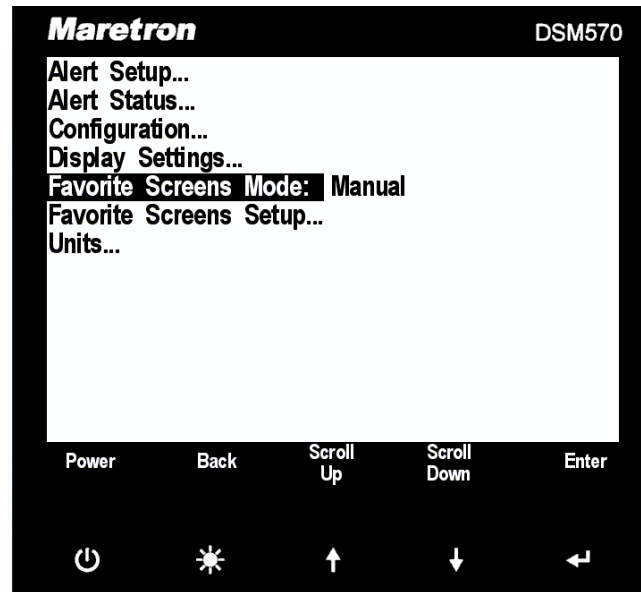 Maretron DSM570
Alert Setup...
Alert Status...
Configuration...
Display Settings...
Favorite Screens Mode: Manual
Favorite Screens Setup...
Units...
Power Back Scroll Up Scroll Down Enter